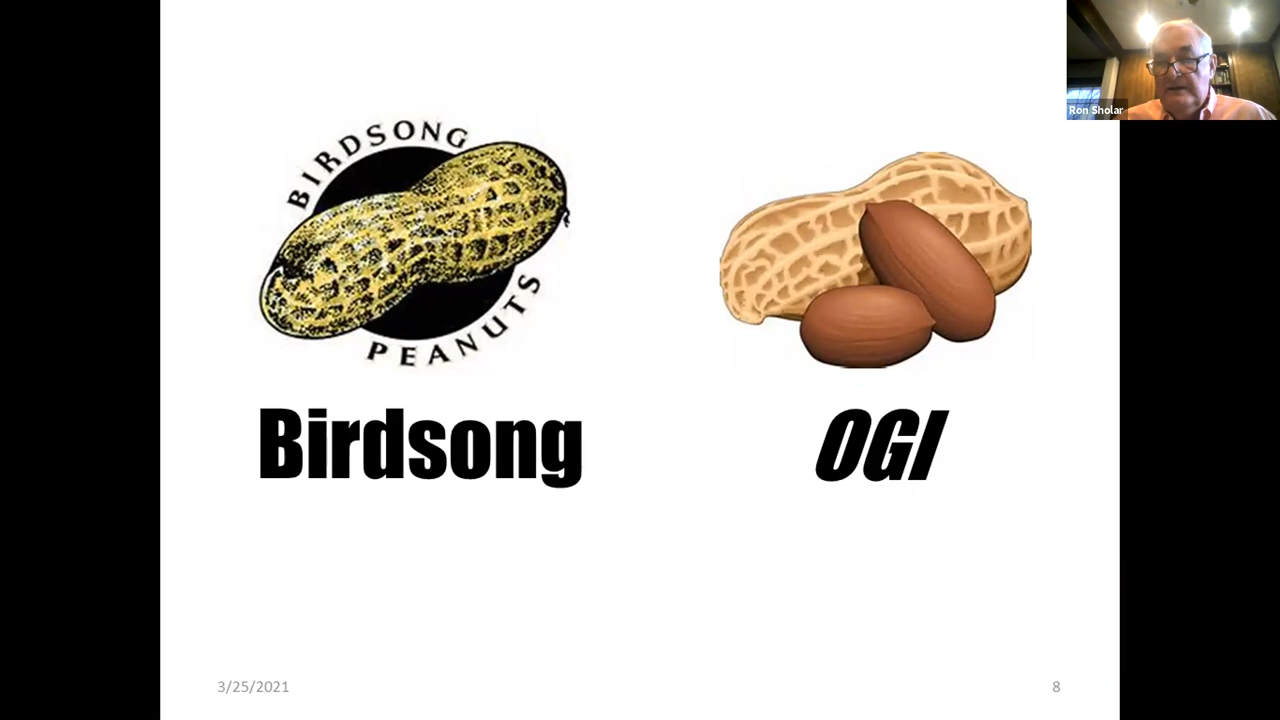 Ron Sholar
BIRDSONG
PEANUTS
Birdsong
OGI
3/25/2021
8